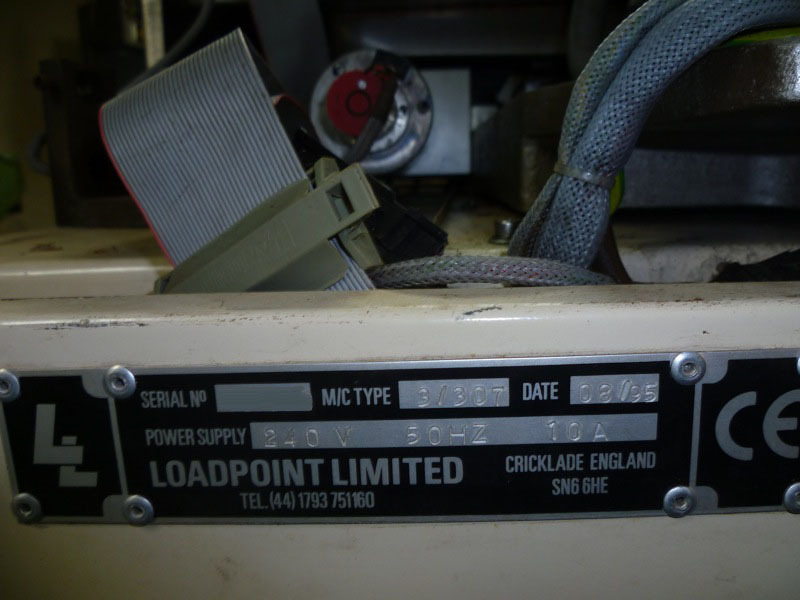 SERIAL Nº M/C TYPE 3/307 DATE 08/95
POWER SUPPLY 240 V 50HZ 10A
LL
LOADPOINT LIMITED
CRICKLADE ENGLAND
SN6 6HE
TEL.(44) 1793 751160
CE